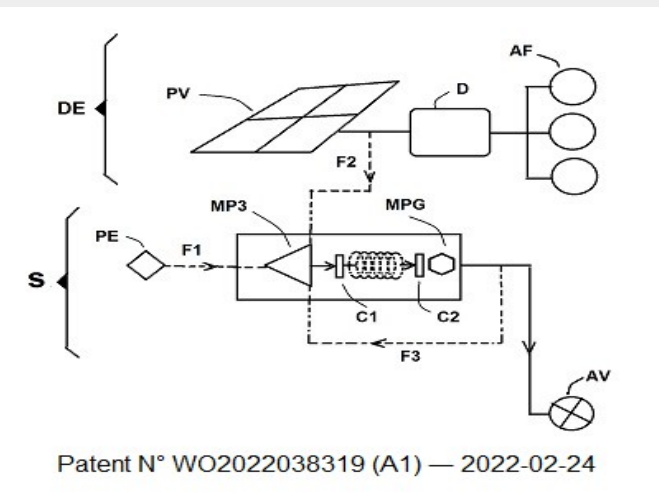 AF
PV
D
DE
F2
MP3
MPG
PE
F1
S
C1
C2
F3
AV
Patent N° WO2022038319 (A1) — 2022-02-24